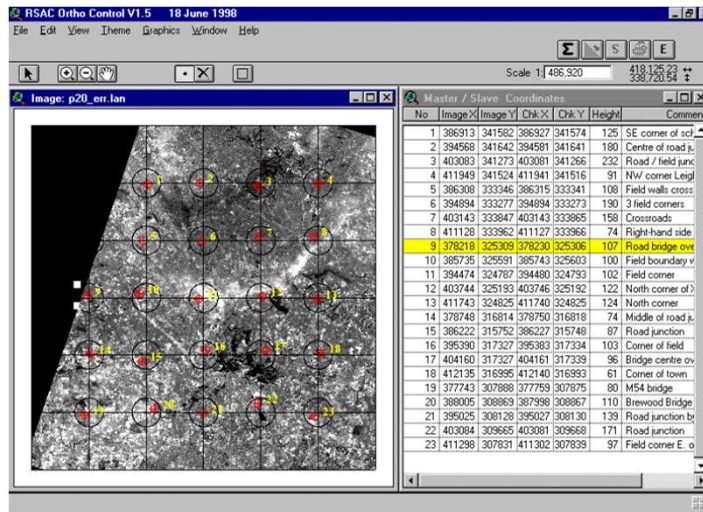 RSAC Ortho Control V1.5 18 June 1998
File Edit View Theme Graphics Window Help
Σ S E
Scale 1: 486,920 418,125.23
338,720.54
Image: p20_err.lan
1 2 3 4
5 6 7 8
9 10 11 12 13
14 15 16 17 18
19 20 21 22 23
Master / Slave Coordinates
No Image X Image Y Chk X Chk Y Height Commen
1 386913 341582 386927 341574 125 SE corner of sch
2 394568 341642 394581 341641 180 Centre of road ju
3 403083 341273 403081 341266 232 Road / field junc
4 411949 341524 411941 341516 91 NW corner Leigh
5 386308 333346 386315 333341 108 Field walls cross
6 394894 333277 394894 333273 190 3 field corners
7 403143 333847 403143 333865 158 Crossroads
8 411128 333962 411127 333966 74 Right-hand side
9 378218 325309 378230 325306 107 Road bridge ove
10 385735 325591 385743 325603 100 Field boundary w
11 394474 324787 394480 324793 102 Field corner
12 403744 325193 403746 325192 122 North corner of
13 411743 324825 411740 324825 124 North corner
14 378748 316814 378750 316818 74 Middle of road ju
15 386222 315752 386227 315748 87 Road junction
16 395390 317327 395383 317334 103 Corner of field
17 404160 317327 404161 317339 96 Bridge centre ov
18 412135 316995 412140 316993 61 Corner of town
19 377743 307888 377759 307875 80 M54 bridge
20 388005 308869 387998 308867 110 Brewood Bridge
21 395025 308128 395027 308130 139 Road junction by
22 403084 309665 403081 309668 171 Road junction
23 411298 307831 411302 307839 97 Field corner E. o